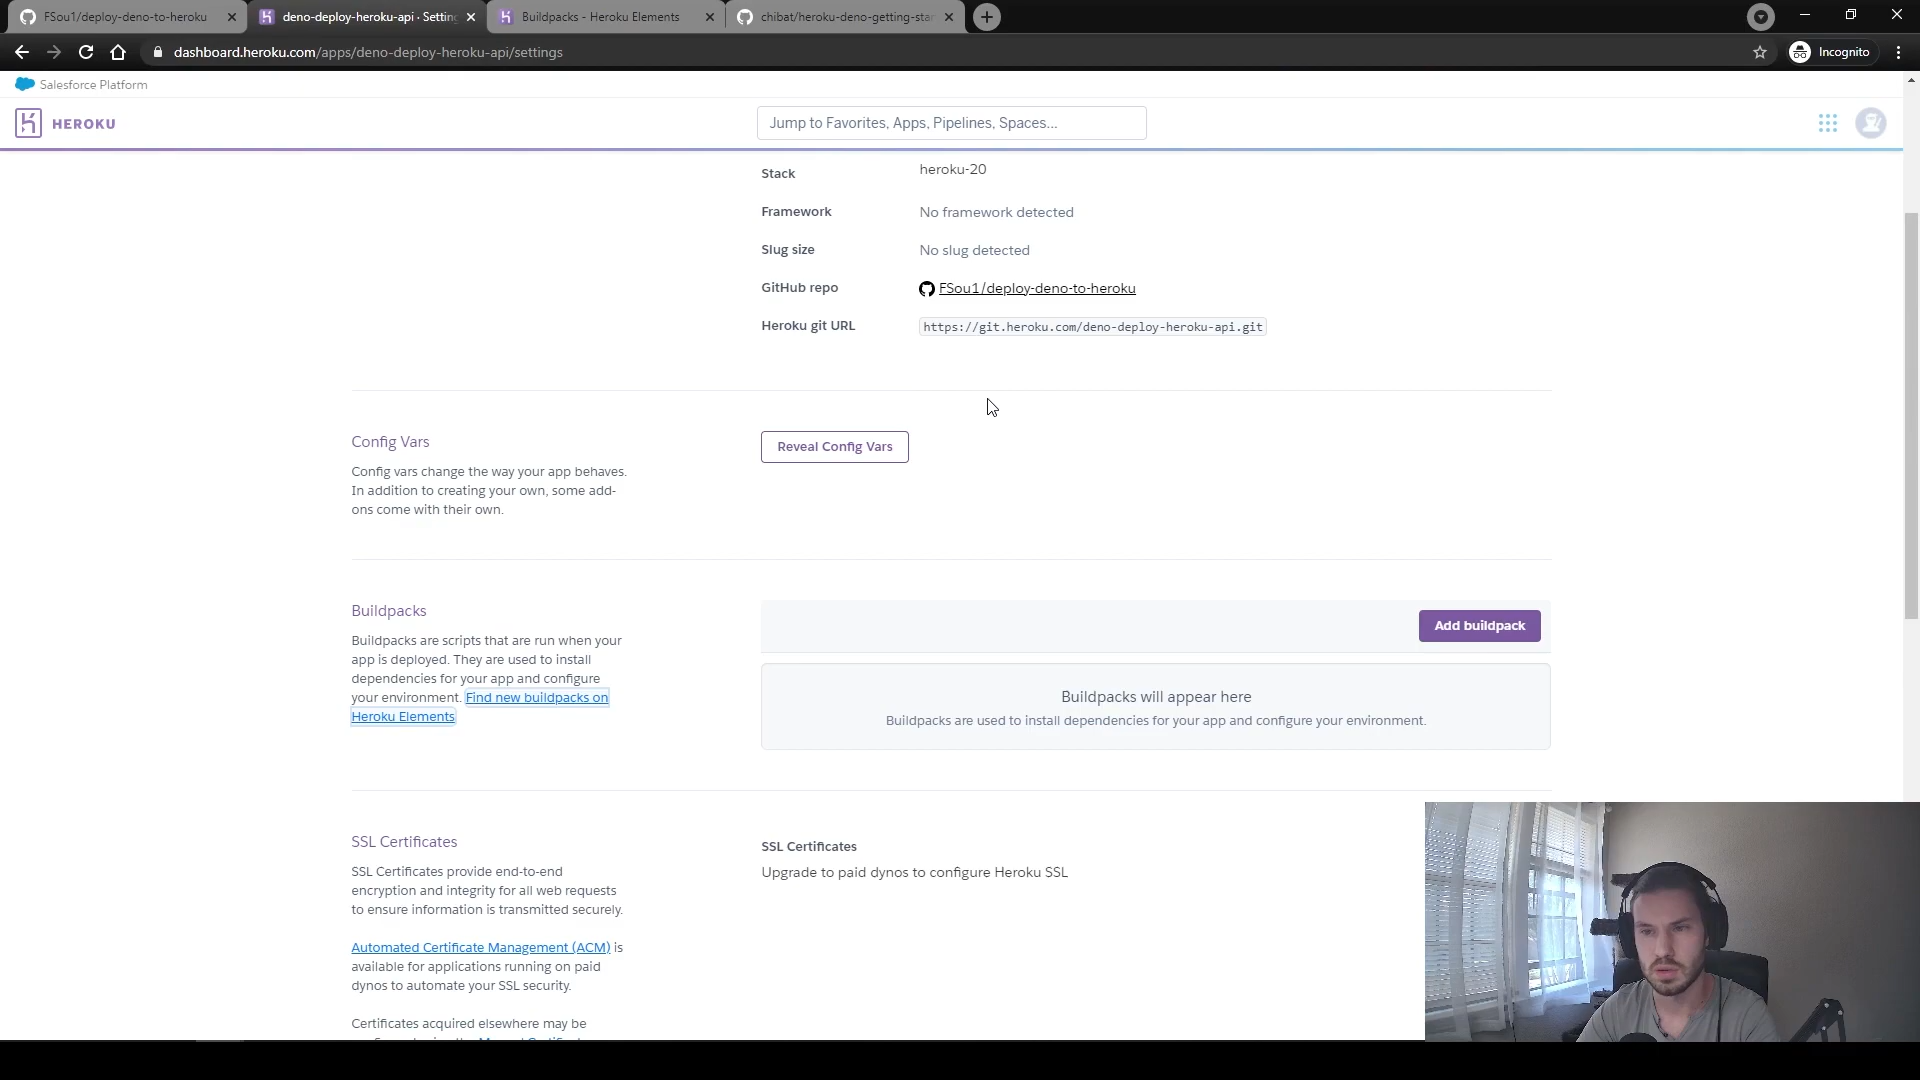 FSou1/deploy-deno-to-heroku
deno-deploy-heroku-api · Settin
Buildpacks - Heroku Elements
chibat/heroku-deno-getting-star
dashboard.heroku.com/apps/deno-deploy-heroku-api/settings
Incognito
Salesforce Platform
HEROKU
Jump to Favorites, Apps, Pipelines, Spaces...
Stack
heroku-20
Framework
No framework detected
Slug size
No slug detected
GitHub repo
FSou1/deploy-deno-to-heroku
Heroku git URL
https://git.heroku.com/deno-deploy-heroku-api.git
Config Vars
Config vars change the way your app behaves.
In addition to creating your own, some add-
ons come with their own.
Reveal Config Vars
Buildpacks
Buildpacks are scripts that are run when your
app is deployed. They are used to install
dependencies for your app and configure
your environment. Find new buildpacks on
Heroku Elements
Add buildpack
Buildpacks will appear here
Buildpacks are used to install dependencies for your app and configure your environment.
SSL Certificates
SSL Certificates provide end-to-end
encryption and integrity for all web requests
to ensure information is transmitted securely.
Automated Certificate Management (ACM) is
available for applications running on paid
dynos to automate your SSL security.
Certificates acquired elsewhere may be
SSL Certificates
Upgrade to paid dynos to configure Heroku SSL